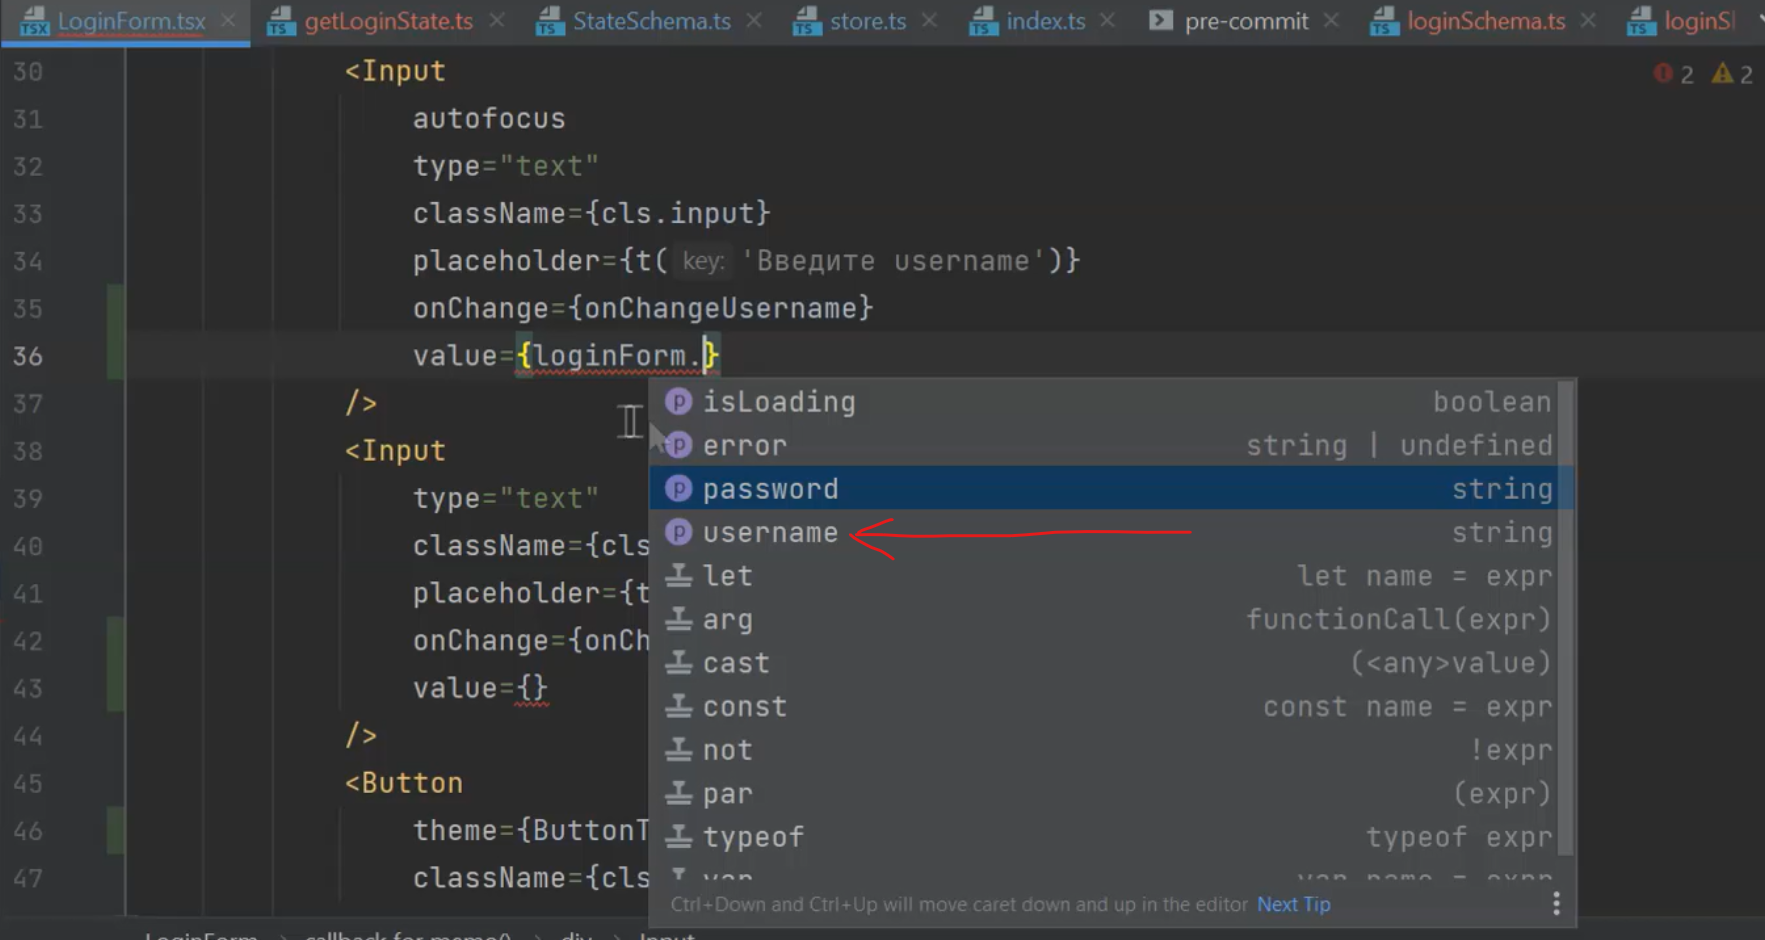 LoginForm.tsx getLoginState.ts StateSchema.ts store.ts index.ts pre-commit loginSchema.ts
30 <Input 2 2
31 autofocus
32 type="text"
33 className={cls.input}
34 placeholder={t( key: 'Введите username')}
35 onChange={onChangeUsername}
36 value={loginForm.}
37 />
38 <Input
39 type="text"
40 className={cls
41 placeholder={t
42 onChange={onCh
43 value={}
44 />
45 <Button
46 theme={ButtonT
47 className={cls
isLoading boolean
error string | undefined
password string
username string
let let name = expr
arg functionCall(expr)
cast (<any>value)
const const name = expr
not !expr
par (expr)
typeof typeof expr
var var name = expr
Ctrl+Down and Ctrl+Up will move caret down and up in the editor Next Tip
LoginForm > callback for memo() > div > Input